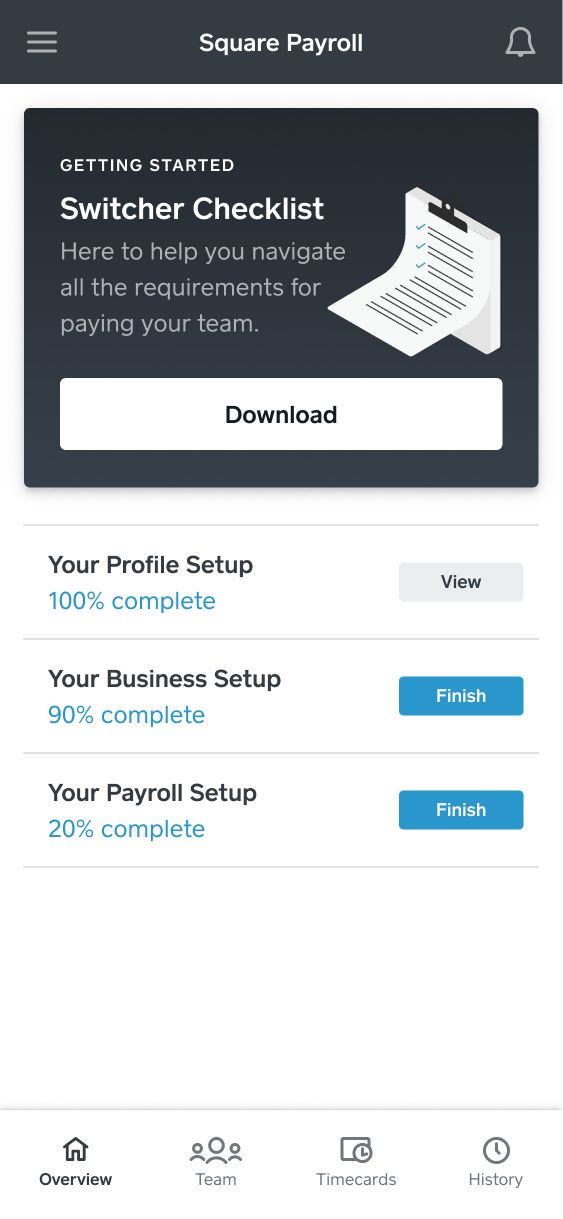 Square Payroll
GETTING STARTED
Switcher Checklist
Here to help you navigate
all the requirements for
paying your team.
Download
Your Profile Setup
100% complete
View
Your Business Setup
90% complete
Finish
Your Payroll Setup
20% complete
Finish
Overview
Team
Timecards
History